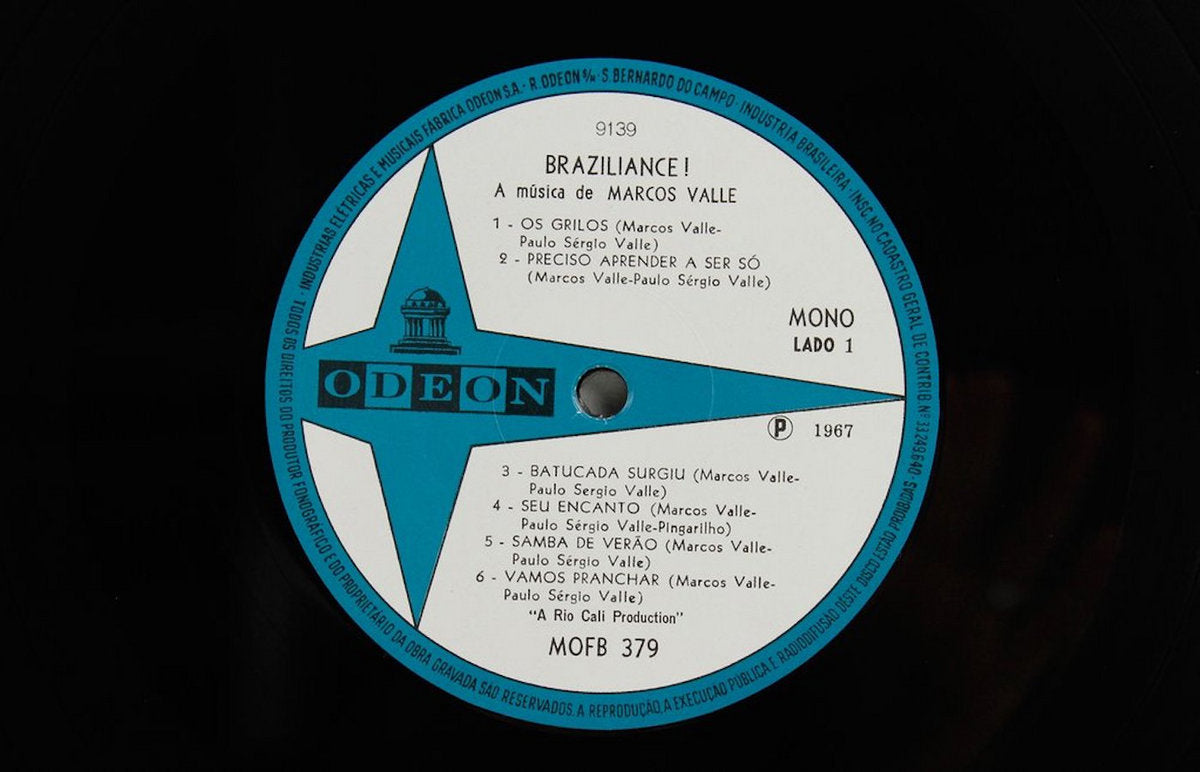 9139
BRAZILIANCE!
A música de MARCOS VALLE
1 - OS GRILOS (Marcos Valle-
Paulo Sérgio Valle)
2 - PRECISO APRENDER A SER SÓ
(Marcos Valle-Paulo Sérgio Valle)
MONO
LADO 1
ODEON
P 1967
3 - BATUCADA SURGIU (Marcos Valle-
Paulo Sergio Valle)
4 - SEU ENCANTO (Marcos Valle-
Paulo Sérgio Valle-Pingarilho)
5 - SAMBA DE VERÃO (Marcos Valle-
Paulo Sérgio Valle)
6 - VAMOS PRANCHAR (Marcos Valle-
Paulo Sérgio Valle)
"A Rio Cali Production"
MOFB 379
INDUSTRIAS ELÉTRICAS E MUSICAIS FÁBRICA ODEON S.A. - R. ODEON S/N - S. BERNARDO DO CAMPO - INDUSTRIA BRASILEIRA - INSC. NO CADASTRO GERAL DE CONTRIB. Nº 33.249.640 -
TODOS OS DIREITOS DO PRODUTOR FONOGRÁFICO E DO PROPRIETÁRIO DA OBRA GRAVADA SÃO RESERVADOS. A REPRODUÇÃO, A EXECUÇÃO PÚBLICA E RADIODIFUSÃO DÊSTE DISCO ESTÃO PROIBIDAS